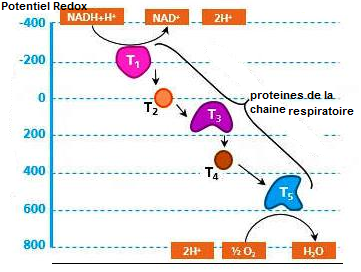 Potentiel Redox
NADH+H⁺ NAD⁺ 2H⁺
-400
-200
0
200
400
600
800
T₁
T₂
T₃
T₄
T₅
proteines de la
chaine respiratoire
2H⁺ ½ O₂ H₂O